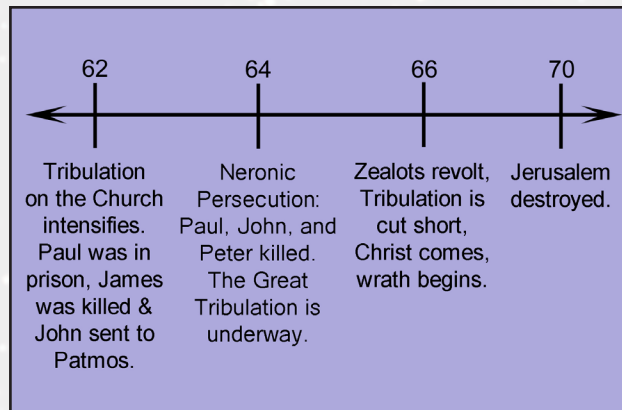 62
64
66
70
Tribulation
on the Church
intensifies.
Paul was in
prison, James
was killed &
John sent to
Patmos.
Neronic
Persecution:
Paul, John, and
Peter killed.
The Great
Tribulation is
underway.
Zealots revolt,
Tribulation is
cut short,
Christ comes,
wrath begins.
Jerusalem
destroyed.